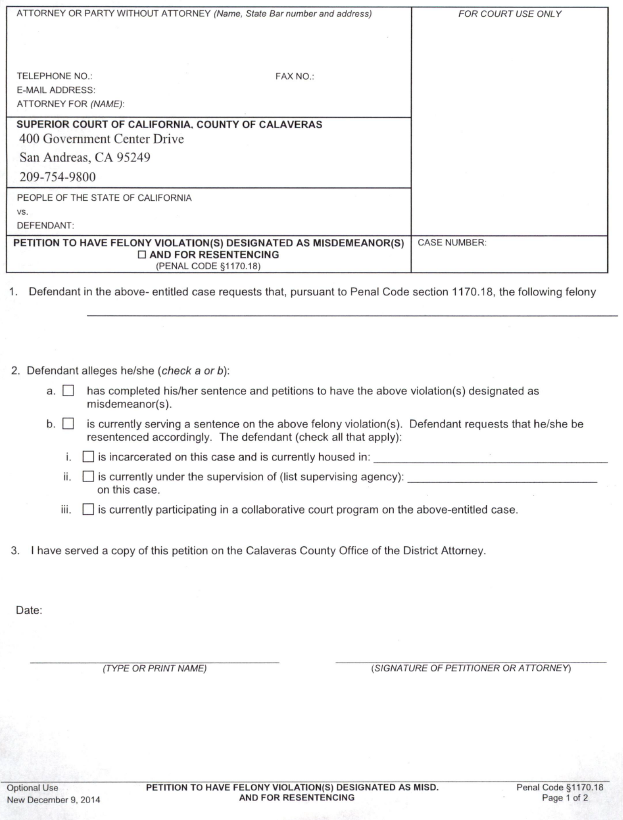 ATTORNEY OR PARTY WITHOUT ATTORNEY (Name, State Bar number and address)
FOR COURT USE ONLY
TELEPHONE NO.: FAX NO.:
E-MAIL ADDRESS:
ATTORNEY FOR (NAME):
SUPERIOR COURT OF CALIFORNIA, COUNTY OF CALAVERAS
400 Government Center Drive
San Andreas, CA 95249
209-754-9800
PEOPLE OF THE STATE OF CALIFORNIA
vs.
DEFENDANT:
PETITION TO HAVE FELONY VIOLATION(S) DESIGNATED AS MISDEMEANOR(S)
☐ AND FOR RESENTENCING
(PENAL CODE §1170.18)
CASE NUMBER:
1. Defendant in the above- entitled case requests that, pursuant to Penal Code section 1170.18, the following felony
2. Defendant alleges he/she (check a or b):
a. ☐ has completed his/her sentence and petitions to have the above violation(s) designated as
misdemeanor(s).
b. ☐ is currently serving a sentence on the above felony violation(s). Defendant requests that he/she be
resentenced accordingly. The defendant (check all that apply):
i. ☐ is incarcerated on this case and is currently housed in:
ii. ☐ is currently under the supervision of (list supervising agency):
on this case.
iii. ☐ is currently participating in a collaborative court program on the above-entitled case.
3. I have served a copy of this petition on the Calaveras County Office of the District Attorney.
Date:
(TYPE OR PRINT NAME) (SIGNATURE OF PETITIONER OR ATTORNEY)
Optional Use
New December 9, 2014
PETITION TO HAVE FELONY VIOLATION(S) DESIGNATED AS MISD.
AND FOR RESENTENCING
Penal Code §1170.18
Page 1 of 2